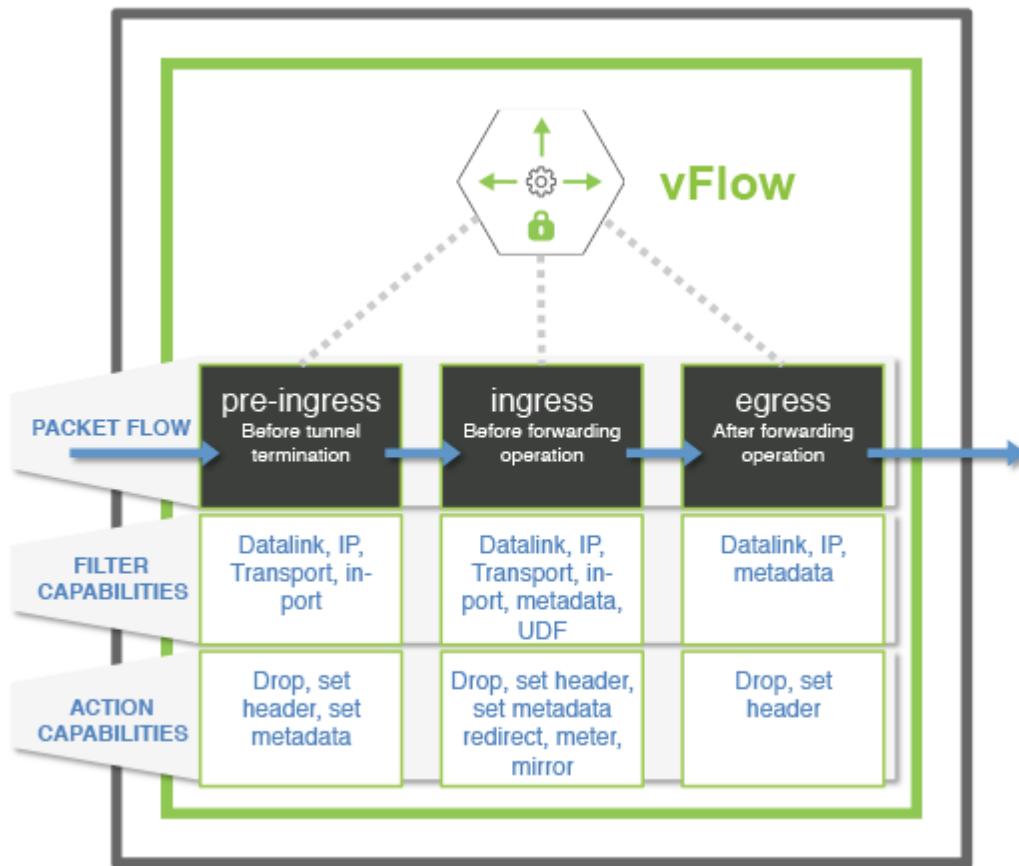 vFlow
PACKET FLOW
pre-ingress
Before tunnel
termination
ingress
Before forwarding
operation
egress
After forwarding
operation
FILTER
CAPABILITIES
Datalink, IP,
Transport, in-
port
Datalink, IP,
Transport, in-
port, metadata,
UDF
Datalink, IP,
metadata
ACTION
CAPABILITIES
Drop, set
header, set
metadata
Drop, set header,
set metadata
redirect, meter,
mirror
Drop, set
header